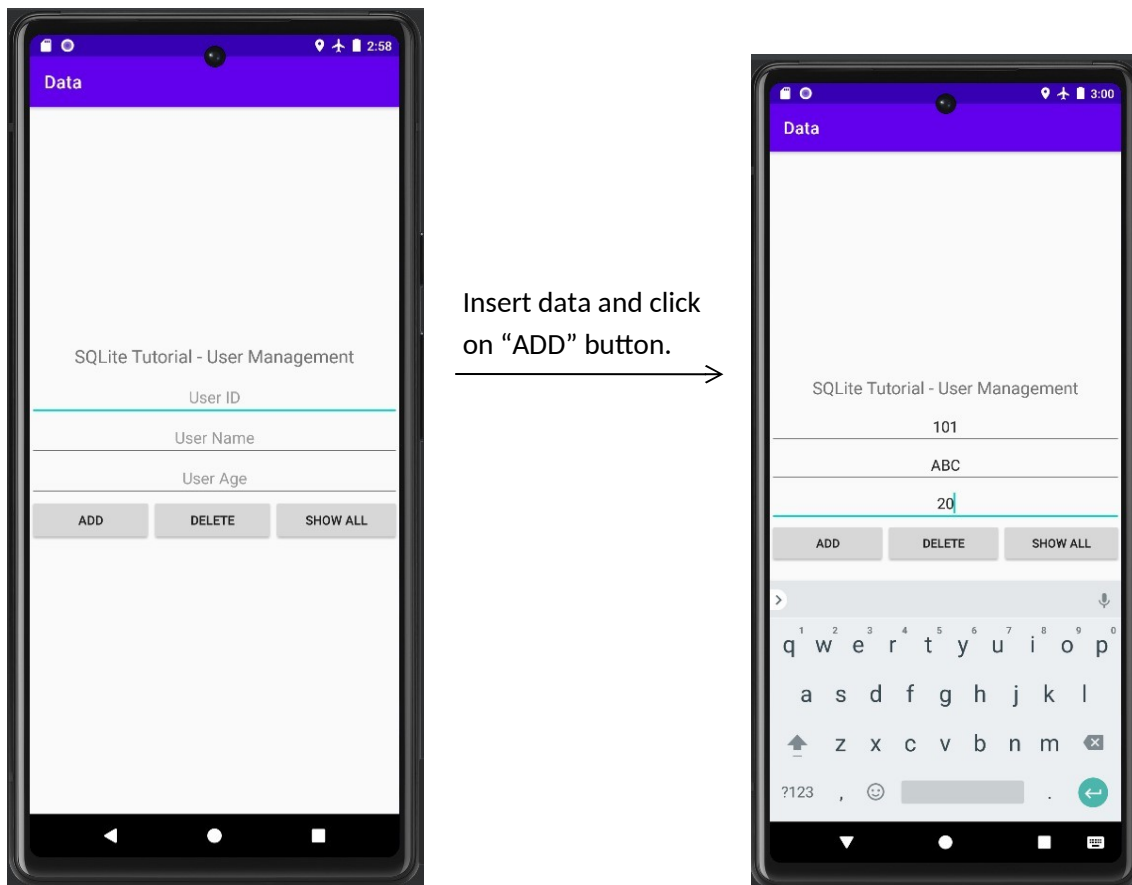 2:58
Data
SQLite Tutorial - User Management
User ID
User Name
User Age
ADD DELETE SHOW ALL
Insert data and click
on “ADD” button.
3:00
Data
SQLite Tutorial - User Management
101
ABC
20
ADD DELETE SHOW ALL
1 2 3 4 5 6 7 8 9 0
q w e r t y u i o p
a s d f g h j k l
z x c v b n m
?123 , .